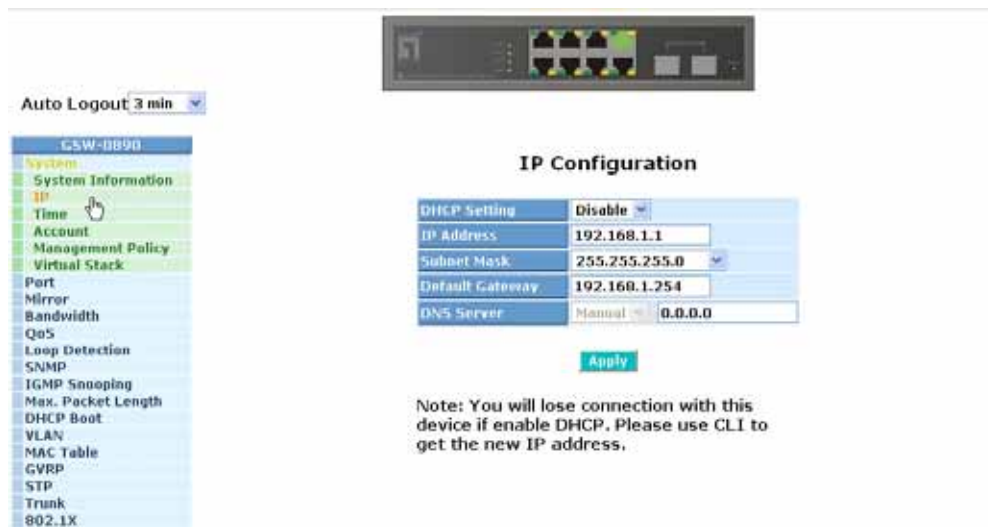 Auto Logout 3 min
GSW-0890
System
System Information
IP
Time
Account
Management Policy
Virtual Stack
Port
Mirror
Bandwidth
QoS
Loop Detection
SNMP
IGMP Snooping
Max. Packet Length
DHCP Boot
VLAN
MAC Table
GVRP
STP
Trunk
802.1X
IP Configuration
DHCP Setting Disable
IP Address 192.168.1.1
Subnet Mask 255.255.255.0
Default Gateway 192.168.1.254
DNS Server Manual 0.0.0.0
Apply
Note: You will lose connection with this
device if enable DHCP. Please use CLI to
get the new IP address.